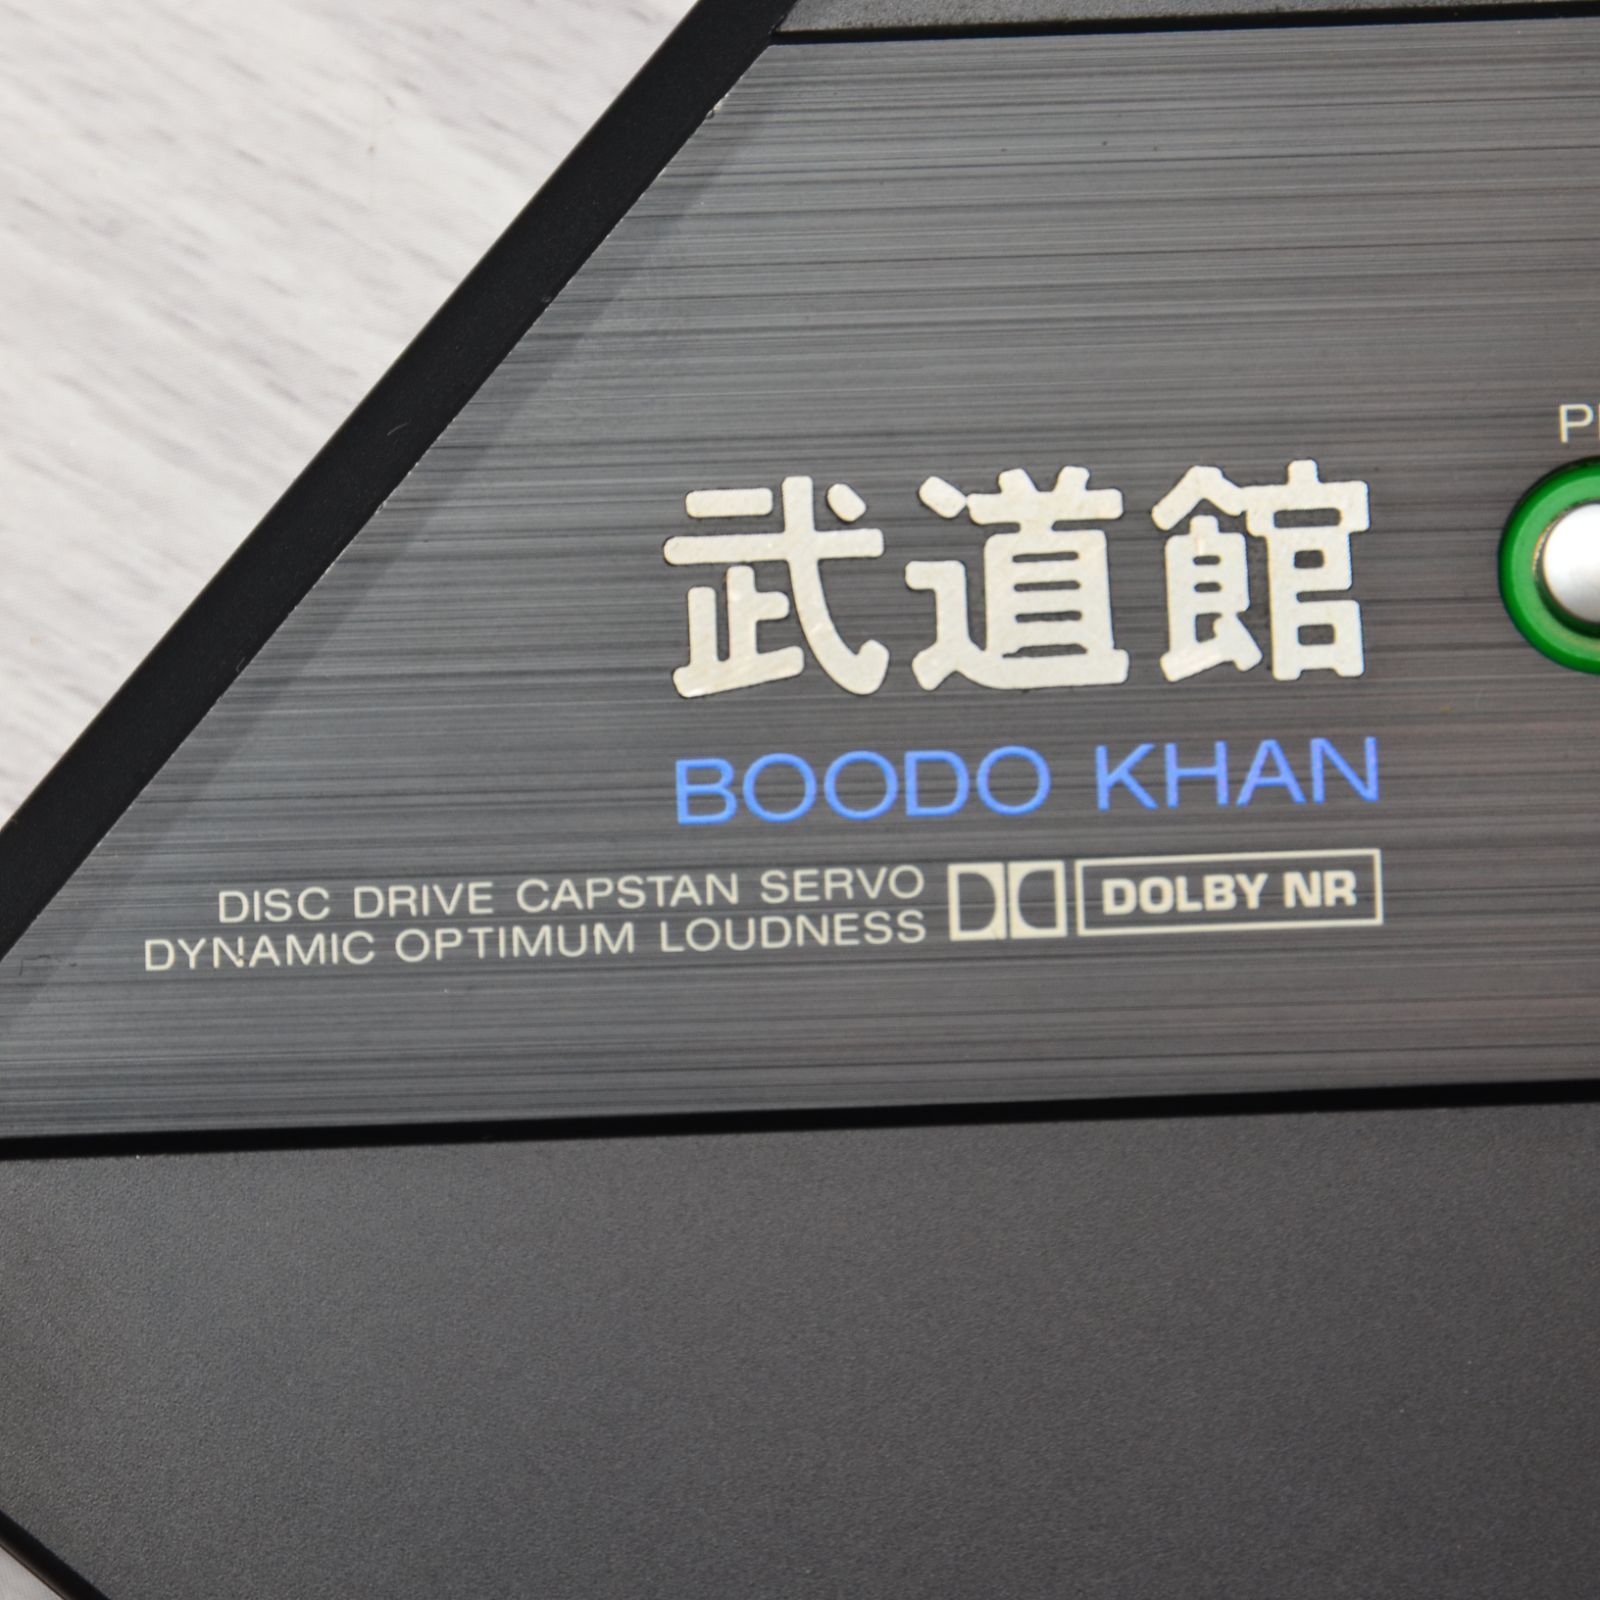 武道館
BOODO KHAN
DISC DRIVE CAPSTAN SERVO
DYNAMIC OPTIMUM LOUDNESS
DOLBY NR